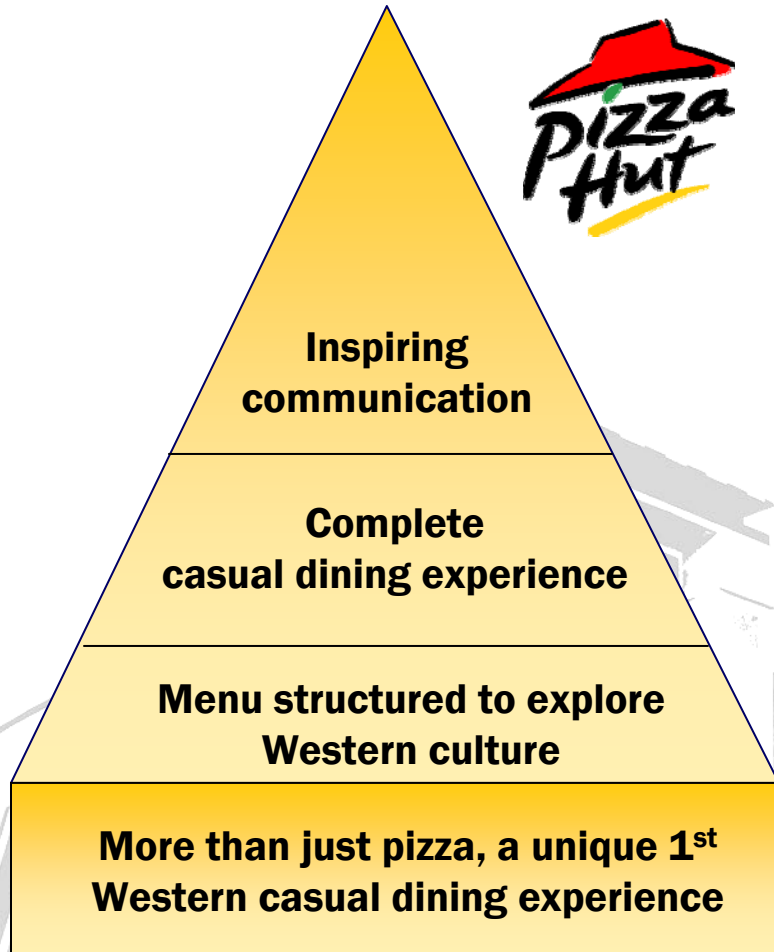 Pizza
Hut
Inspiring
communication
Complete
casual dining experience
Menu structured to explore
Western culture
More than just pizza, a unique 1st
Western casual dining experience